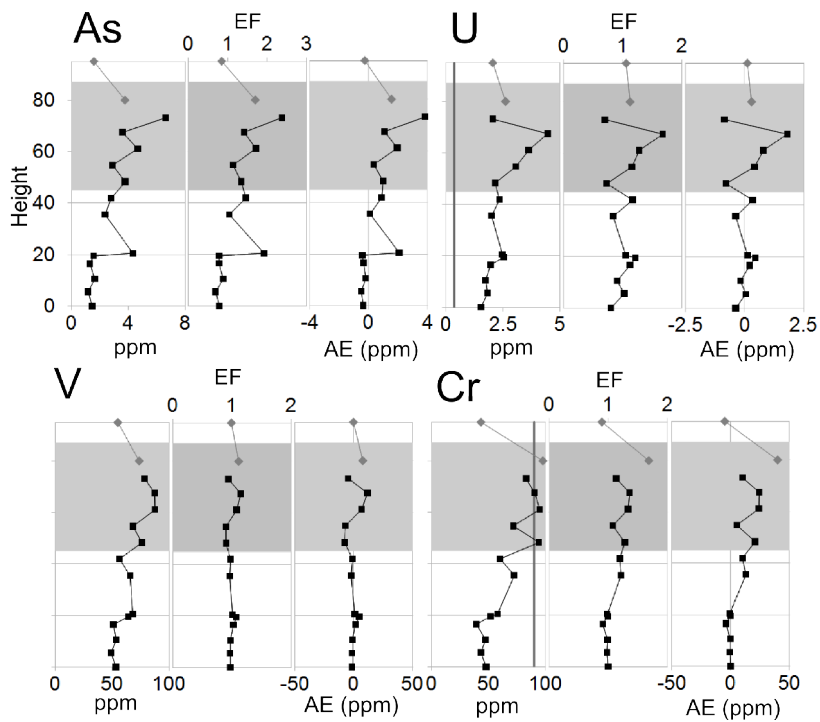 As
EF
0 1 2 3
U
EF
0 1 2
80
60
40
20
0
Height
0 4 8
ppm
-4 0 4
AE (ppm)
0 2.5 5
ppm
-2.5 0 2.5
AE (ppm)
V
EF
0 1 2
Cr
EF
0 1 2
0 50 100
ppm
-50 0 50
AE (ppm)
0 50 100
ppm
-50 0 50
AE (ppm)